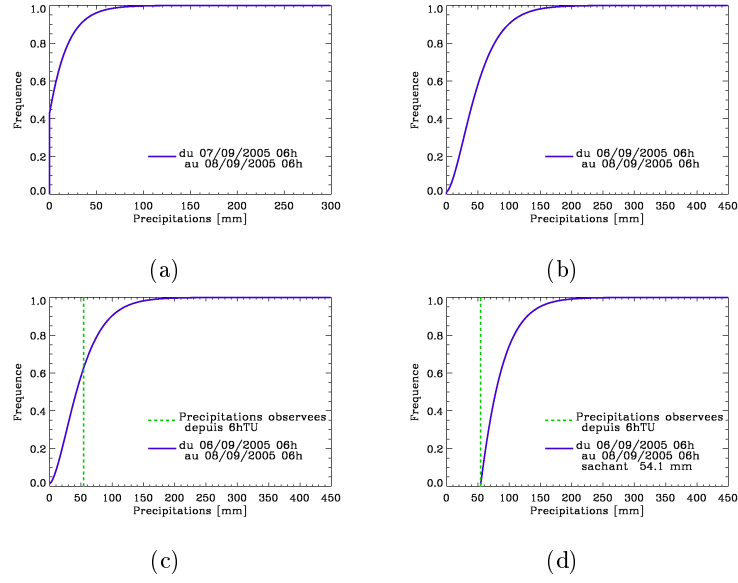 Frequence
1.0
0.8
0.6
0.4
0.2
0.0
du 07/09/2005 06h
au 08/09/2005 06h
0 50 100 150 200 250 300
Precipitations [mm]
(a)
Frequence
1.0
0.8
0.6
0.4
0.2
0.0
du 06/09/2005 06h
au 08/09/2005 06h
0 50 100 150 200 250 300 350 400 450
Precipitations [mm]
(b)
Frequence
1.0
0.8
0.6
0.4
0.2
0.0
Precipitations observees
depuis 6hTU
du 06/09/2005 06h
au 08/09/2005 06h
0 50 100 150 200 250 300 350 400 450
Precipitations [mm]
(c)
Frequence
1.0
0.8
0.6
0.4
0.2
0.0
Precipitations observees
depuis 6hTU
du 06/09/2005 06h
au 08/09/2005 06h
sachant 54.1 mm
0 50 100 150 200 250 300 350 400 450
Precipitations [mm]
(d)